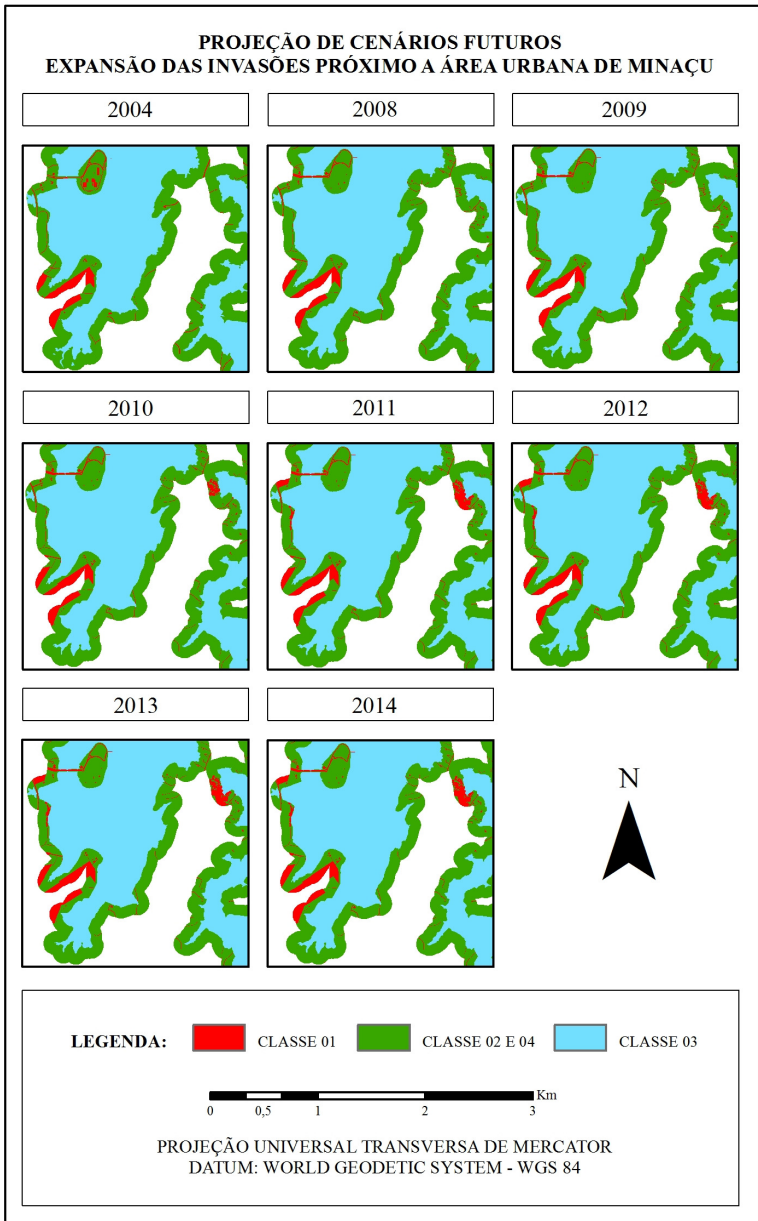 PROJEÇÃO DE CENÁRIOS FUTUROS
EXPANSÃO DAS INVASÕES PRÓXIMO A ÁREA URBANA DE MINAÇU
2004
2008
2009
2010
2011
2012
2013
2014
N
LEGENDA:
CLASSE 01
CLASSE 02 E 04
CLASSE 03
Km
0 0,5 1 2 3
PROJEÇÃO UNIVERSAL TRANSVERSA DE MERCATOR
DATUM: WORLD GEODETIC SYSTEM - WGS 84